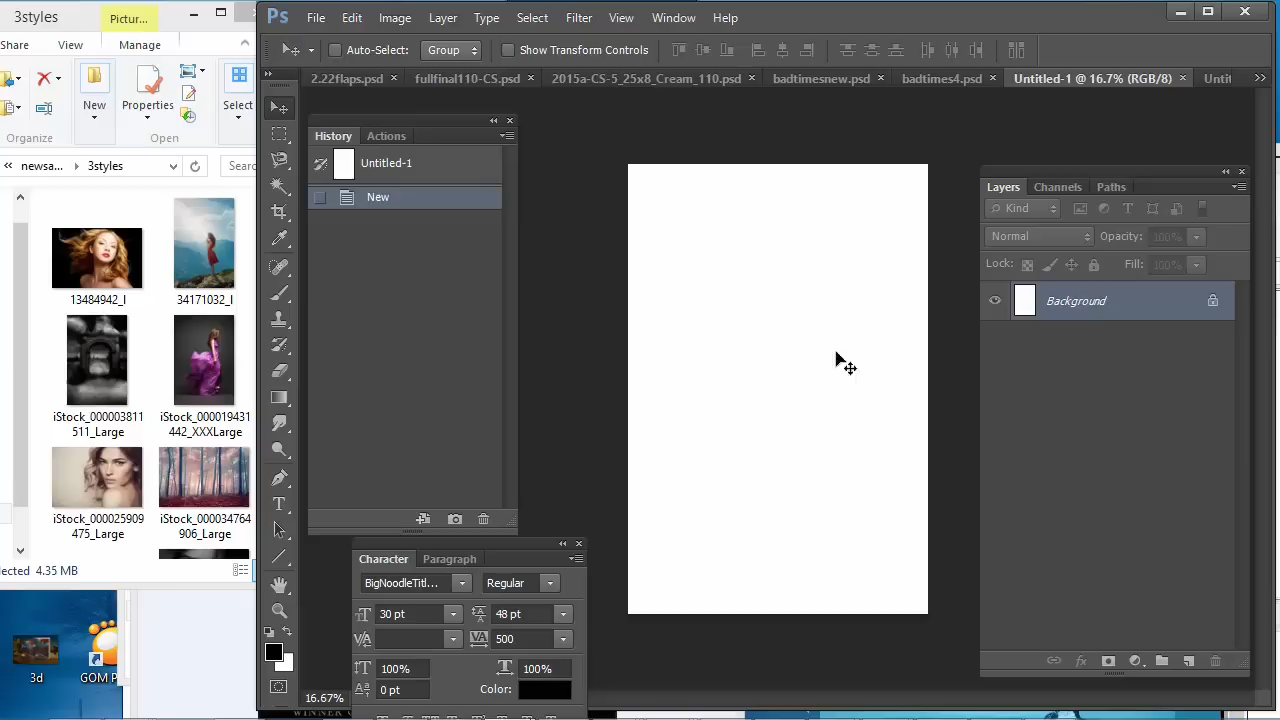 3styles
Pictur...
Share
View
Manage
New
Properties
Select
Organize
Open
newsa...
3styles
Searc
13484942_l
34171032_l
iStock_000003811
511_Large
iStock_000019431
442_XXXLarge
iStock_000025909
475_Large
iStock_000034764
906_Large
lected 4.35 MB
3d
GOM P
Ps
File
Edit
Image
Layer
Type
Select
Filter
View
Window
Help
Auto-Select:
Group
Show Transform Controls
2.22flaps.psd
fullfinal110-CS.psd
2015a-CS-5_25x8_Cream_110.psd
badtimesnew.psd
badtimes4.psd
Untitled-1 @ 16.7% (RGB/8)
Unti
History
Actions
Untitled-1
New
Character
Paragraph
BigNoodleTitl...
Regular
30 pt
48 pt
500
100%
100%
0 pt
Color:
16.67%
Layers
Channels
Paths
Kind
Normal
Opacity:
100%
Lock:
Fill:
100%
Background